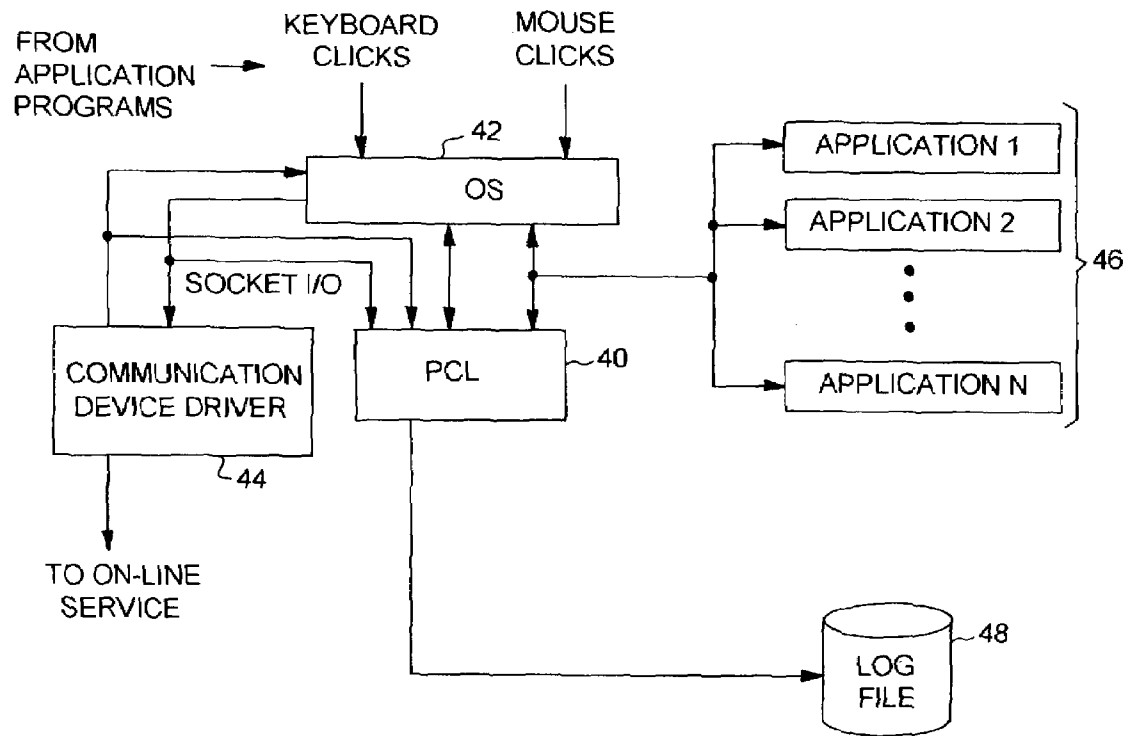 FROM
APPLICATION
PROGRAMS
KEYBOARD
CLICKS
MOUSE
CLICKS
42
OS
APPLICATION 1
APPLICATION 2
46
SOCKET I/O
COMMUNICATION
DEVICE DRIVER
44
PCL
40
APPLICATION N
TO ON-LINE
SERVICE
LOG
FILE
48